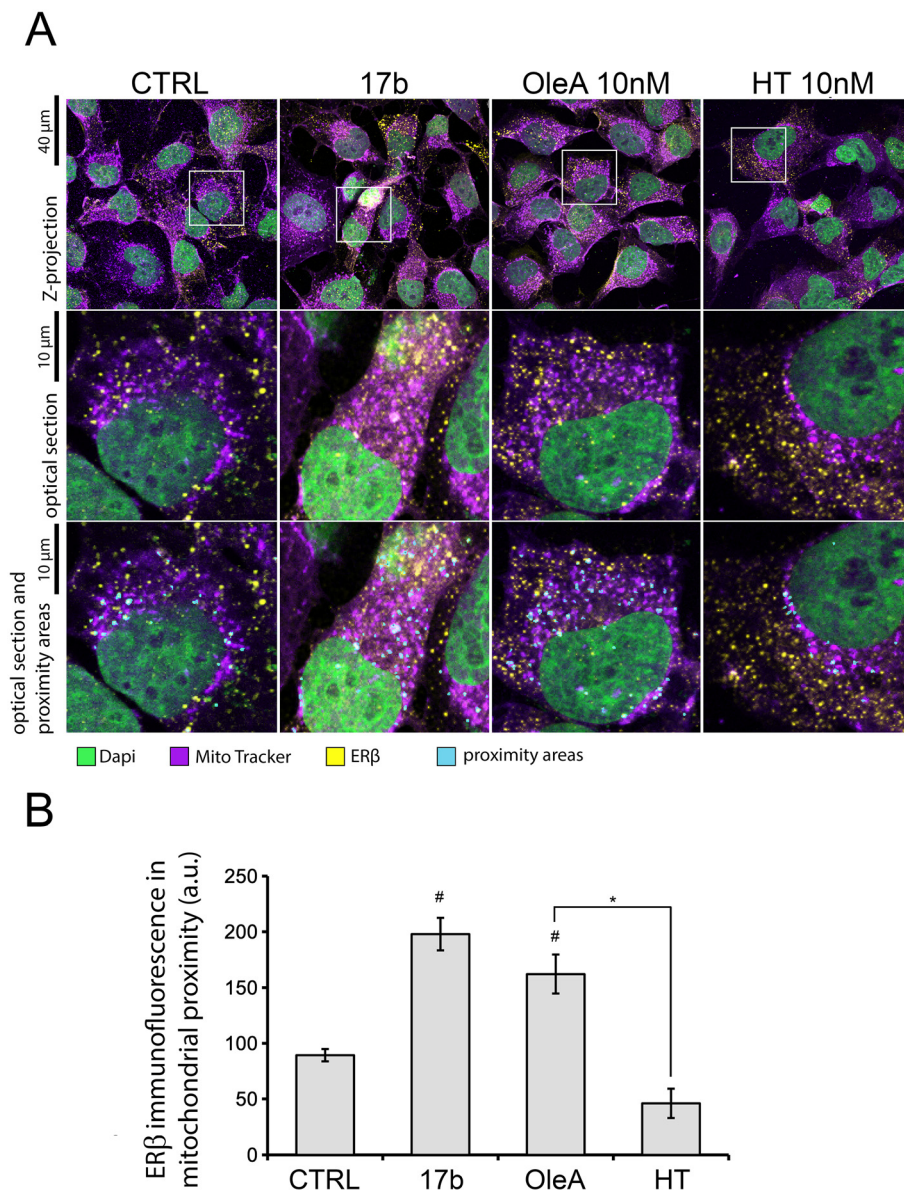 A
CTRL 17b OleA 10nM HT 10nM
40 µm
Z-projection
10 µm
optical section
10 µm
optical section and
proximity areas
Dapi Mito Tracker ERβ proximity areas
B
ERβ immunofluorescence in
mitochondrial proximity (a.u.)
250
200
150
100
50
0
#
#
*
CTRL 17b OleA HT